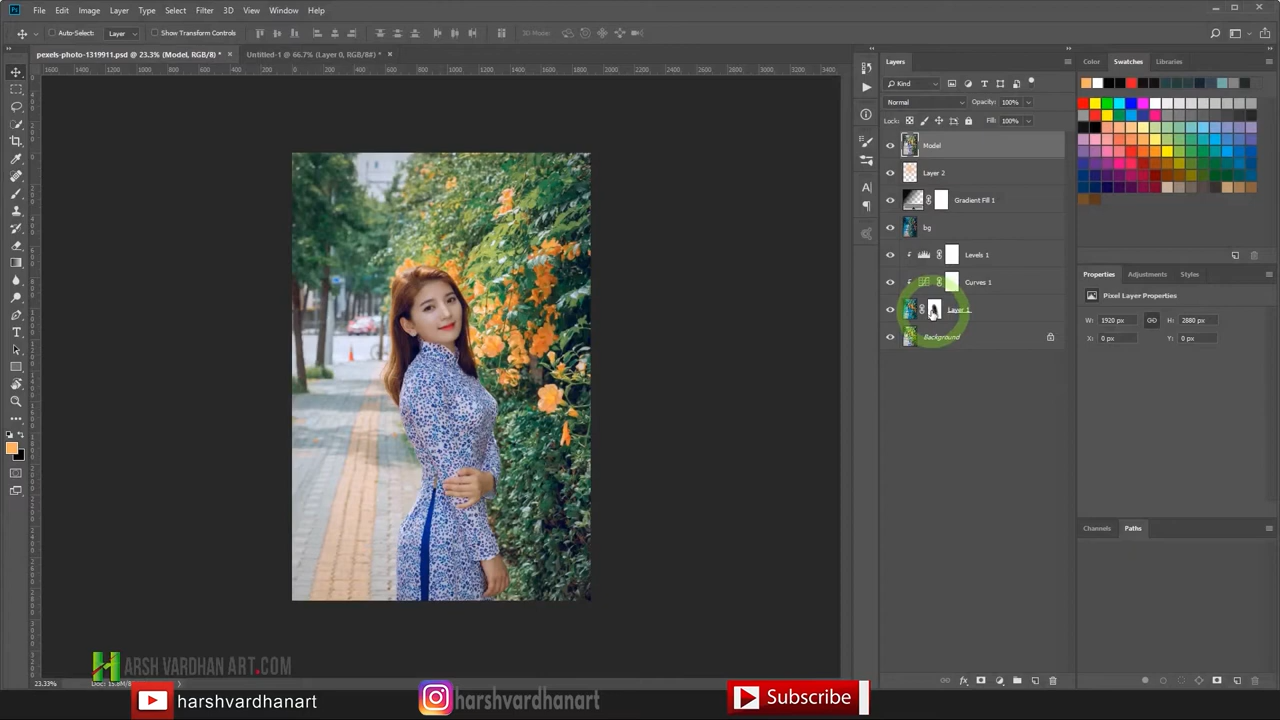 Ps File Edit Image Layer Type Select Filter 3D View Window Help
Auto-Select: Layer Show Transform Controls 3D Mode:
pexels-photo-1319911.psd @ 23.3% (Model, RGB/8) * × Untitled-1 @ 66.7% (Layer 0, RGB/8#) * ×
Layers
Color Swatches Libraries
Kind
Normal Opacity: 100%
Lock: Fill: 100%
Model
Layer 2
Gradient Fill 1
bg
Levels 1
Curves 1
Layer 1
Background
Properties Adjustments Styles
Pixel Layer Properties
W: 1920 px H: 2880 px
X: 0 px Y: 0 px
Channels Paths
HARSH VARDHAN ART.COM
23.33%
harshvardhanart
harshvardhanart
Subscribe